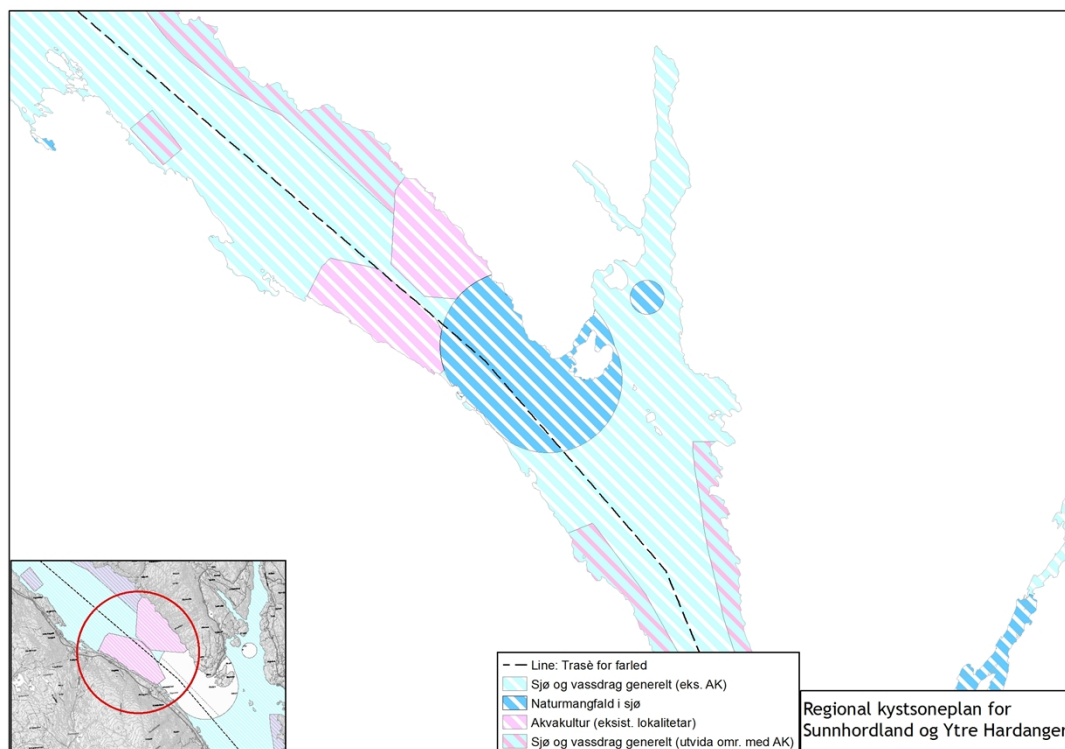 Line: Trasè for farled
Sjø og vassdrag generelt (eks. AK)
Naturmangfald i sjø
Akvakultur (eksist. lokalitetar)
Sjø og vassdrag generelt (utvida omr. med AK)
Regional kystsoneplan for
Sunnhordland og Ytre Hardanger